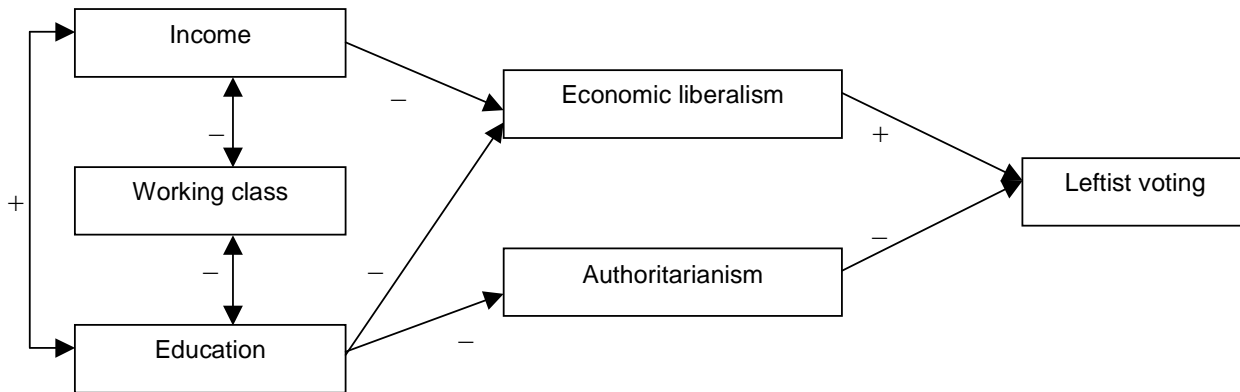 Income
−
Economic liberalism
−
+
Working class
Leftist voting
+
−
−
−
Authoritarianism
Education
−